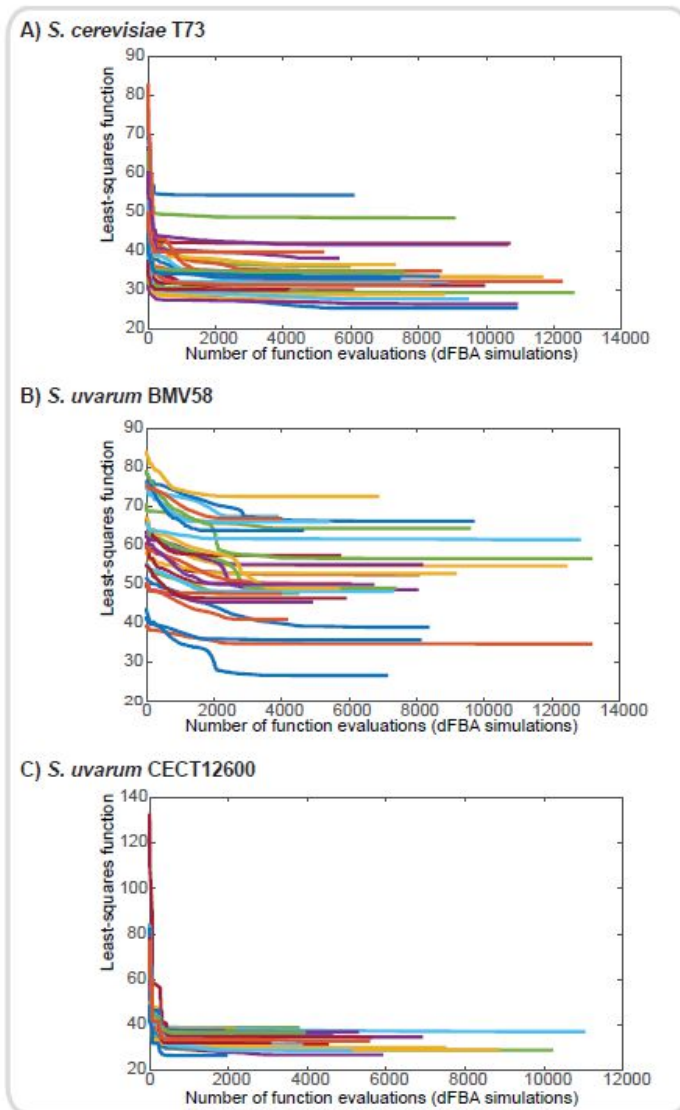 A) S. cerevisiae T73
90
80
70
60
50
40
30
20
Least-squares function
0 2000 4000 6000 8000 10000 12000 14000
Number of function evaluations (dFBA simulations)
B) S. uvarum BMV58
90
80
70
60
50
40
30
20
Least-squares function
0 2000 4000 6000 8000 10000 12000 14000
Number of function evaluations (dFBA simulations)
C) S. uvarum CECT12600
140
120
100
80
60
40
20
Least-squares function
0 2000 4000 6000 8000 10000 12000
Number of function evaluations (dFBA simulations)